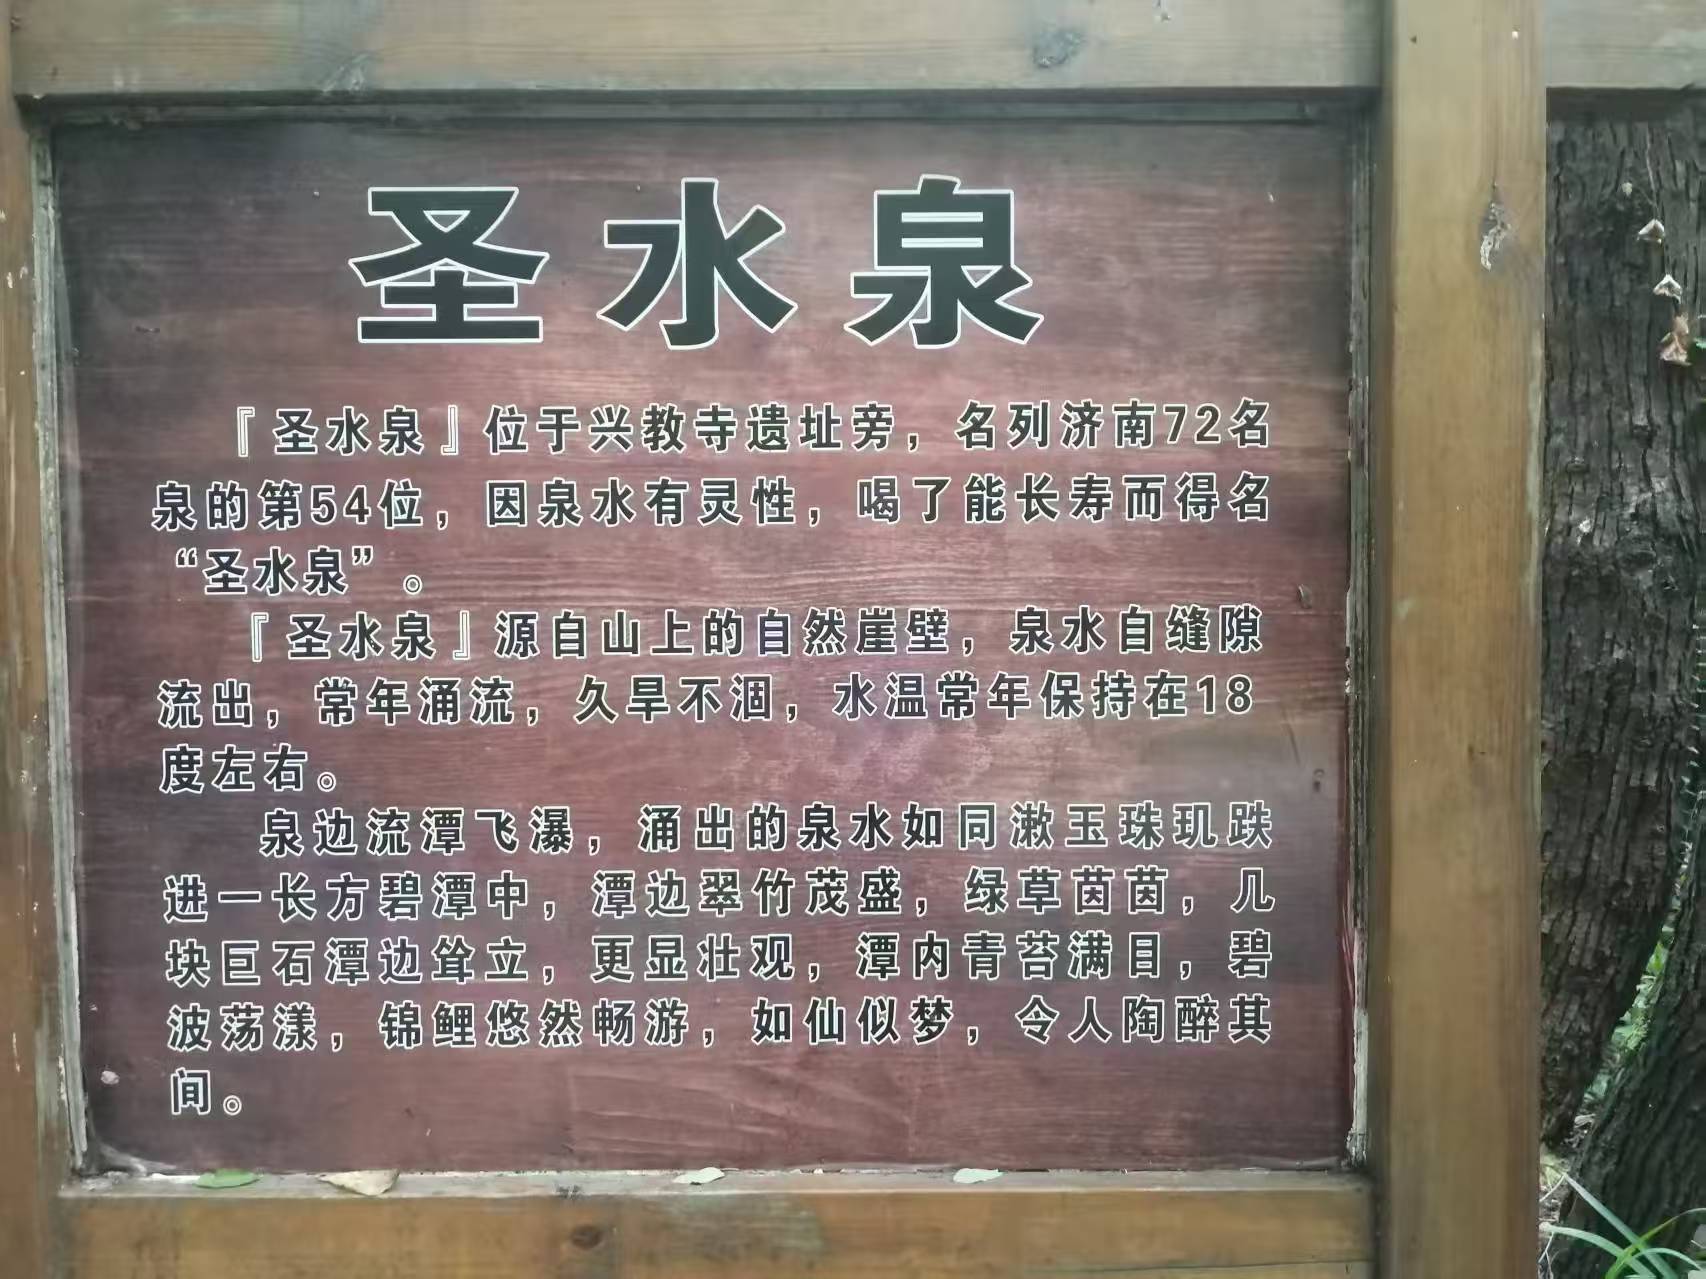 圣水泉
『圣水泉』位于兴教寺遗址旁，名列济南72名
泉的第54位，因泉水有灵性，喝了能长寿而得名
“圣水泉”。
『圣水泉』源自山上的自然崖壁，泉水自缝隙
流出，常年涌流，久旱不涸，水温常年保持在18
度左右。
泉边流潭飞瀑，涌出的泉水如同漱玉珠玑跌
进一长方碧潭中，潭边翠竹茂盛，绿草茵茵，几
块巨石潭边耸立，更显壮观，潭内青苔满目，碧
波荡漾，锦鲤悠然畅游，如仙似梦，令人陶醉其
间。